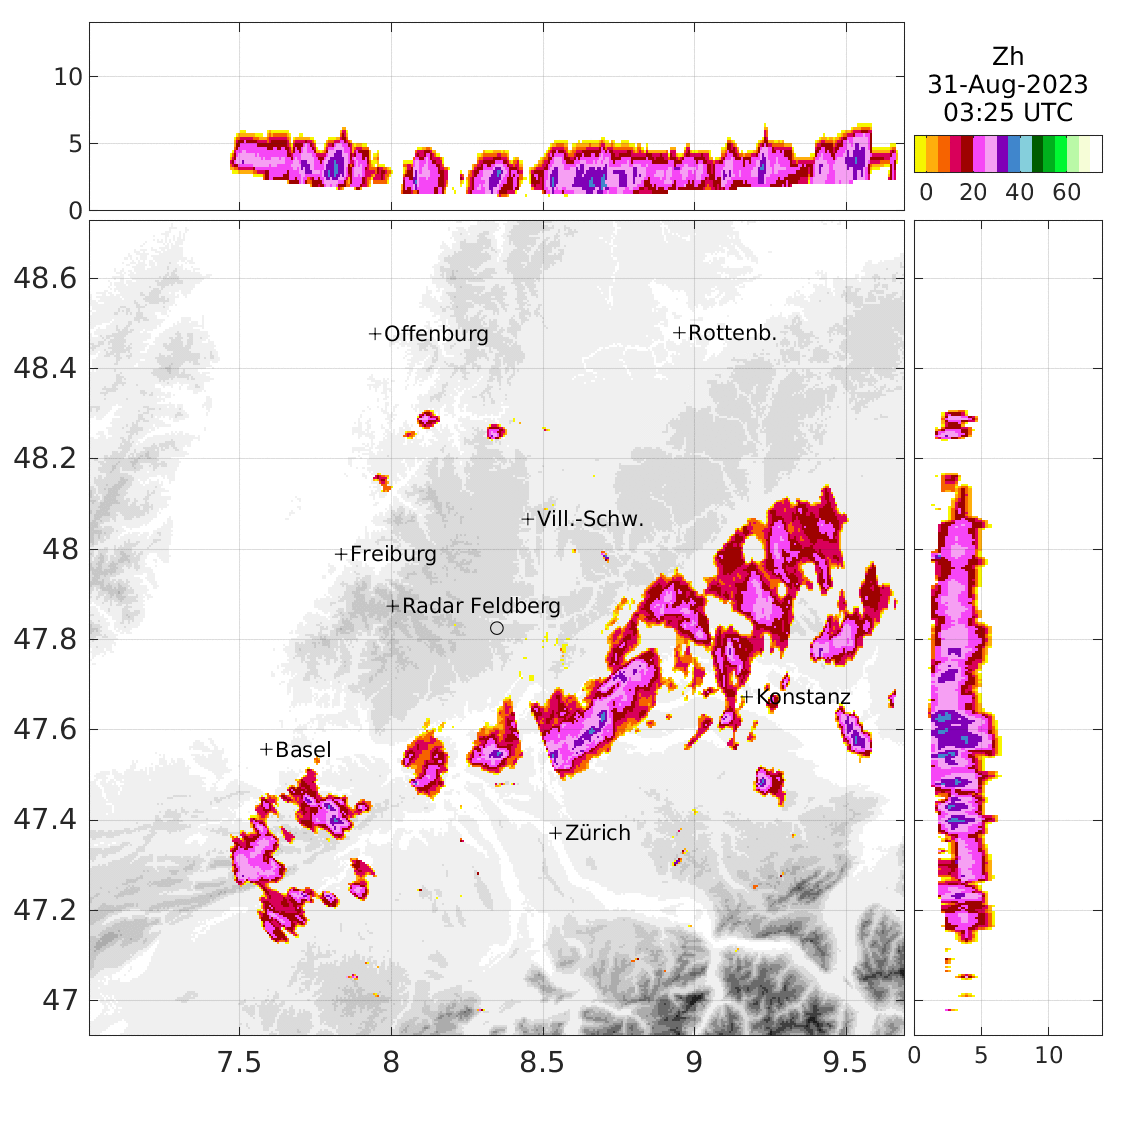 Zh
31-Aug-2023
03:25 UTC
0 20 40 60
10
5
0
48.6
48.4
48.2
48
47.8
47.6
47.4
47.2
47
+Offenburg
+Rottenb.
+Vill.-Schw.
+Freiburg
+Radar Feldberg
+Konstanz
+Basel
+Zürich
7.5 8 8.5 9 9.5
0 5 10